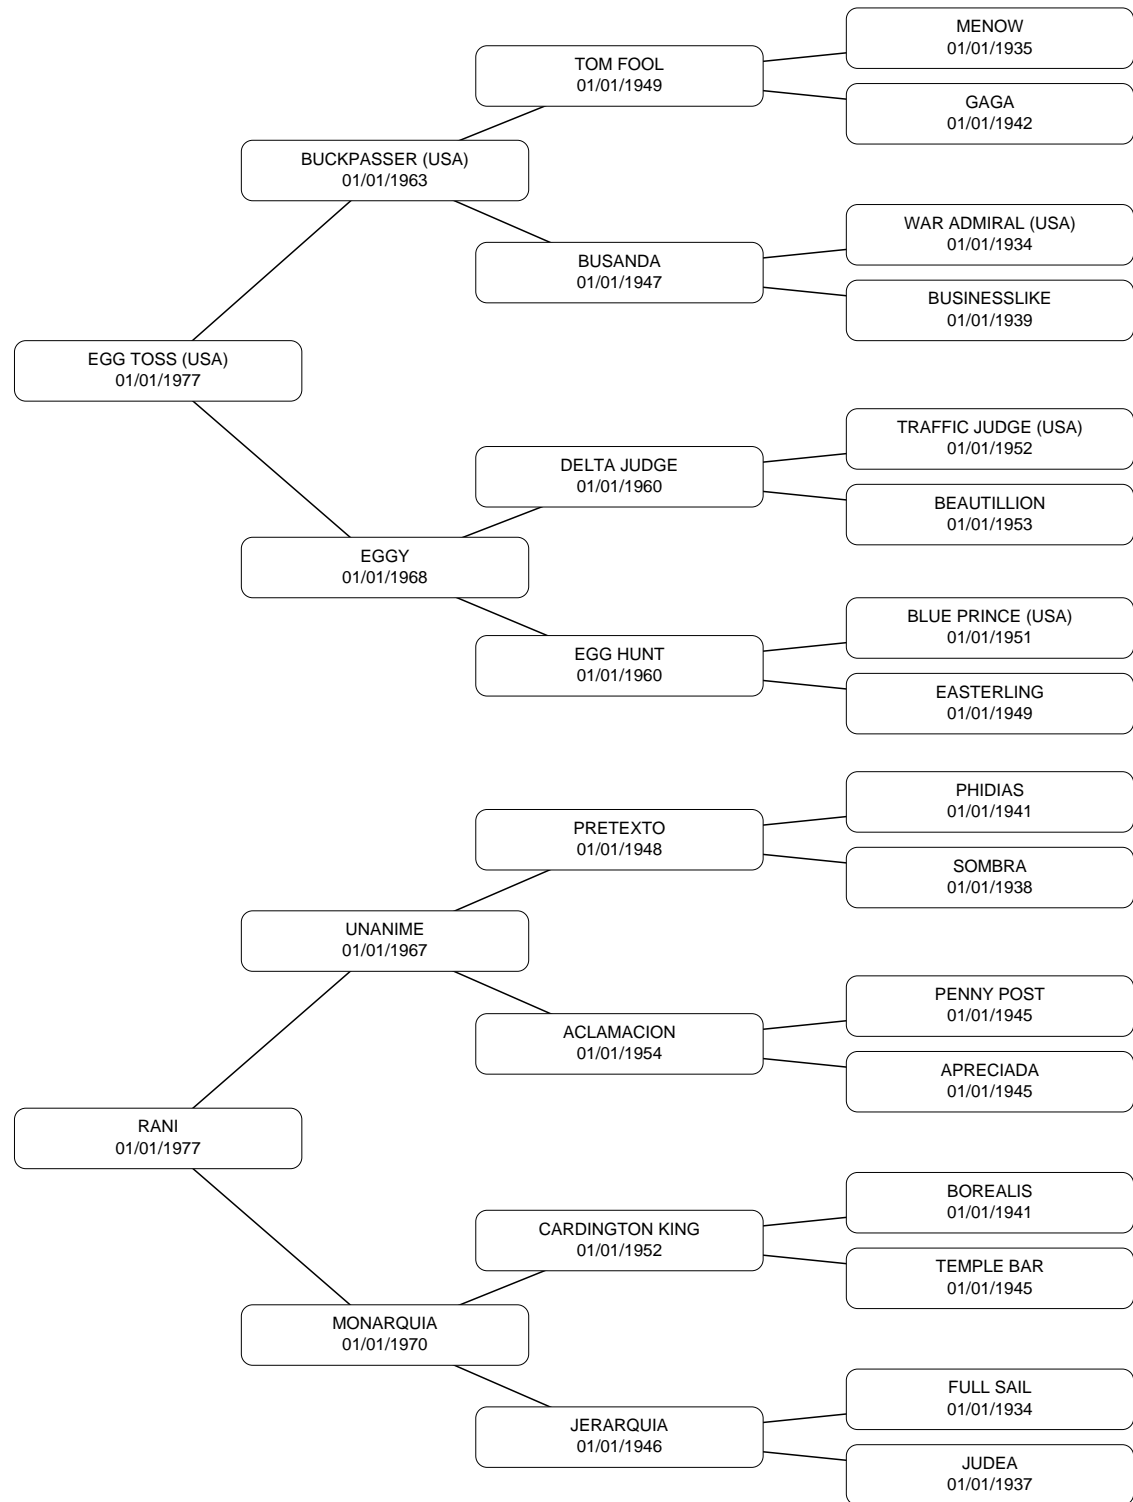 MENOW
01/01/1935
TOM FOOL
01/01/1949
GAGA
01/01/1942
BUCKPASSER (USA)
01/01/1963
WAR ADMIRAL (USA)
01/01/1934
BUSANDA
01/01/1947
BUSINESSLIKE
01/01/1939
EGG TOSS (USA)
01/01/1977
TRAFFIC JUDGE (USA)
01/01/1952
DELTA JUDGE
01/01/1960
BEAUTILLION
01/01/1953
EGGY
01/01/1968
BLUE PRINCE (USA)
01/01/1951
EGG HUNT
01/01/1960
EASTERLING
01/01/1949
PHIDIAS
01/01/1941
PRETEXTO
01/01/1948
SOMBRA
01/01/1938
UNANIME
01/01/1967
PENNY POST
01/01/1945
ACLAMACION
01/01/1954
APRECIADA
01/01/1945
RANI
01/01/1977
BOREALIS
01/01/1941
CARDINGTON KING
01/01/1952
TEMPLE BAR
01/01/1945
MONARQUIA
01/01/1970
FULL SAIL
01/01/1934
JERARQUIA
01/01/1946
JUDEA
01/01/1937